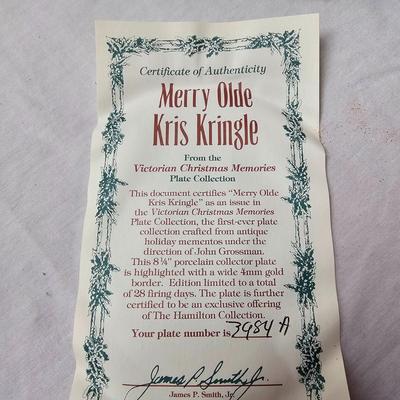 Certificate of Authenticity
Merry Olde
Kris Kringle
From the
Victorian Christmas Memories
Plate Collection
This document certifies "Merry Olde
Kris Kringle" as an issue in
the Victorian Christmas Memories
Plate Collection, the first-ever plate
collection crafted from antique
holiday mementos under the
direction of John Grossman.
This 8 1/4" porcelain collector plate
is highlighted with a wide 4mm gold
border. Edition limited to a total
of 28 firing days. The plate is further
certified to be an exclusive offering
of The Hamilton Collection.
Your plate number is 3984 A
James P. Smith, Jr.
James P. Smith, Jr.